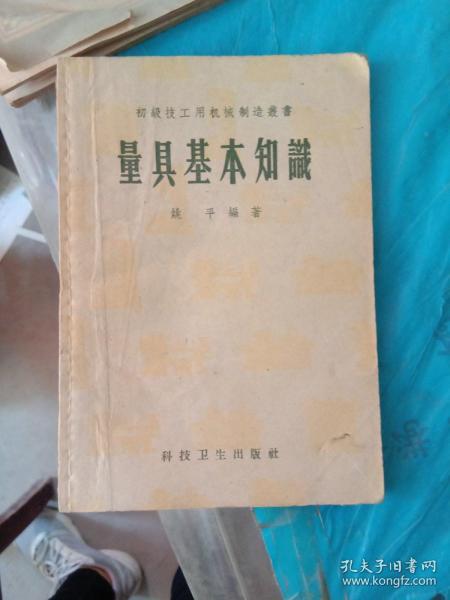 初級技工用机械制造叢書
量具基本知識
姚平編著
科技卫生出版社
孔夫子旧书网
www.kongfz.com